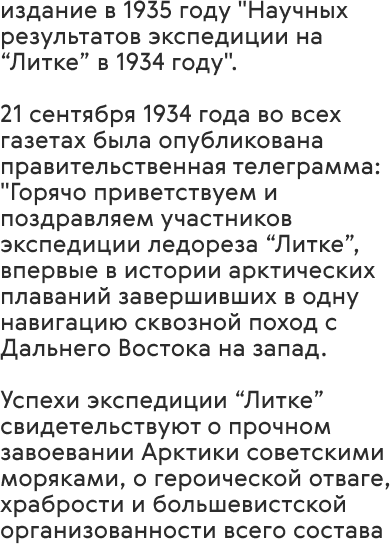 издание в 1935 году "Научных
результатов экспедиции на
“Литке” в 1934 году".
21 сентября 1934 года во всех
газетах была опубликована
правительственная телеграмма:
"Горячо приветствуем и
поздравляем участников
экспедиции ледореза “Литке”,
впервые в истории арктических
плаваний завершивших в одну
навигацию сквозной поход с
Дальнего Востока на запад.
Успехи экспедиции “Литке”
свидетельствуют о прочном
завоевании Арктики советскими
моряками, о героической отваге,
храбрости и большевистской
организованности всего состава